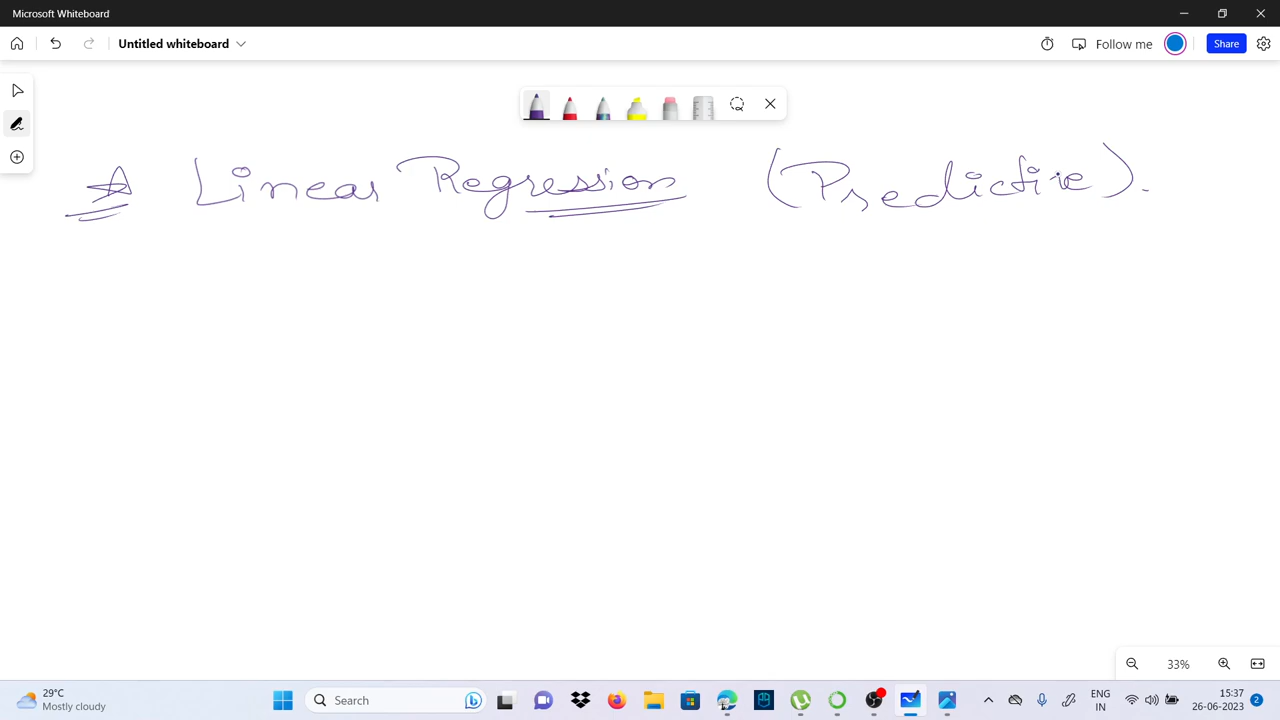 Microsoft Whiteboard
Untitled whiteboard
Follow me
Share
Linear Regression (Predictive).
33%
29°C
Mostly cloudy
Search
ENG
IN
15:37
26-06-2023
2